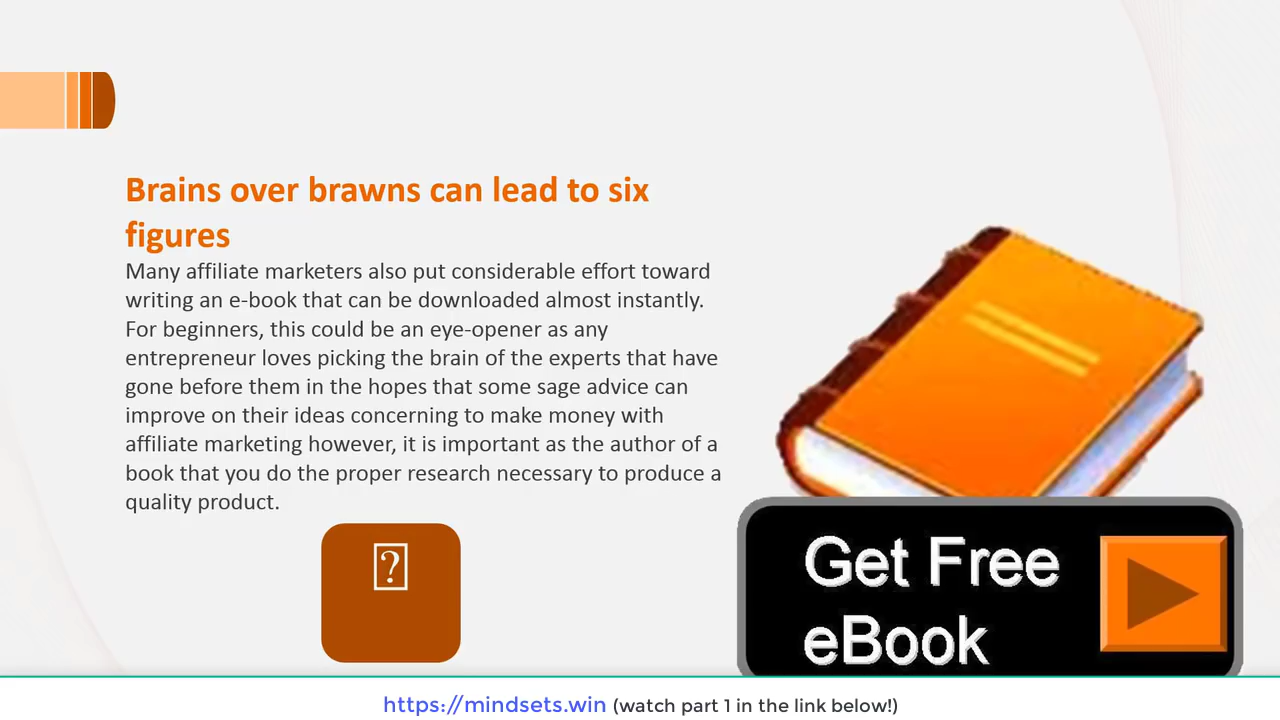 Brains over brawns can lead to six
figures
Many affiliate marketers also put considerable effort toward
writing an e-book that can be downloaded almost instantly.
For beginners, this could be an eye-opener as any
entrepreneur loves picking the brain of the experts that have
gone before them in the hopes that some sage advice can
improve on their ideas concerning to make money with
affiliate marketing however, it is important as the author of a
book that you do the proper research necessary to produce a
quality product.
Get Free
eBook
https://mindsets.win (watch part 1 in the link below!)